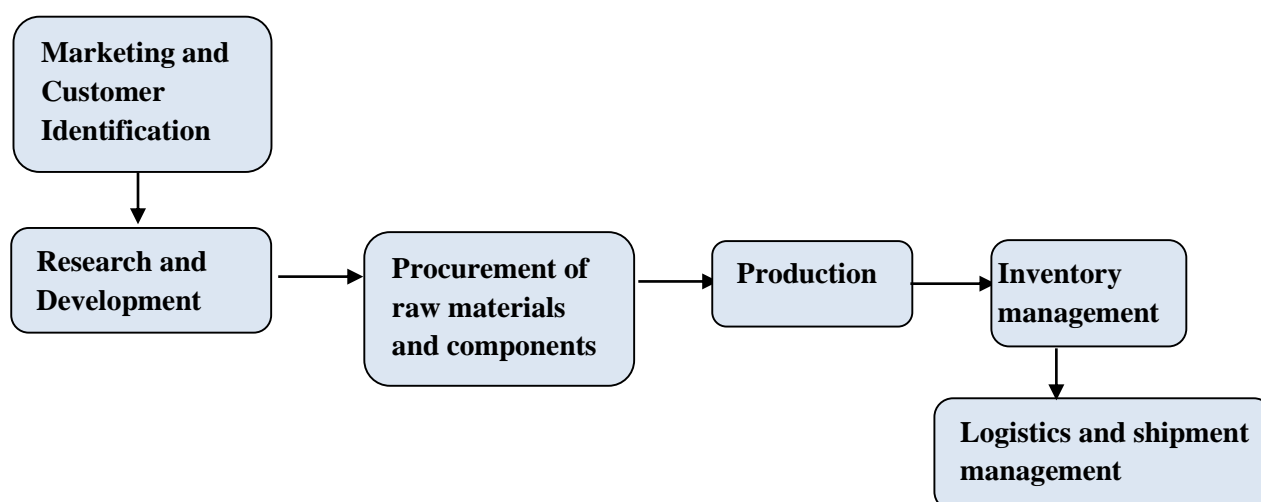 Marketing and
Customer
Identification
Research and
Development
Procurement of
raw materials
and components
Production
Inventory
management
Logistics and shipment
management